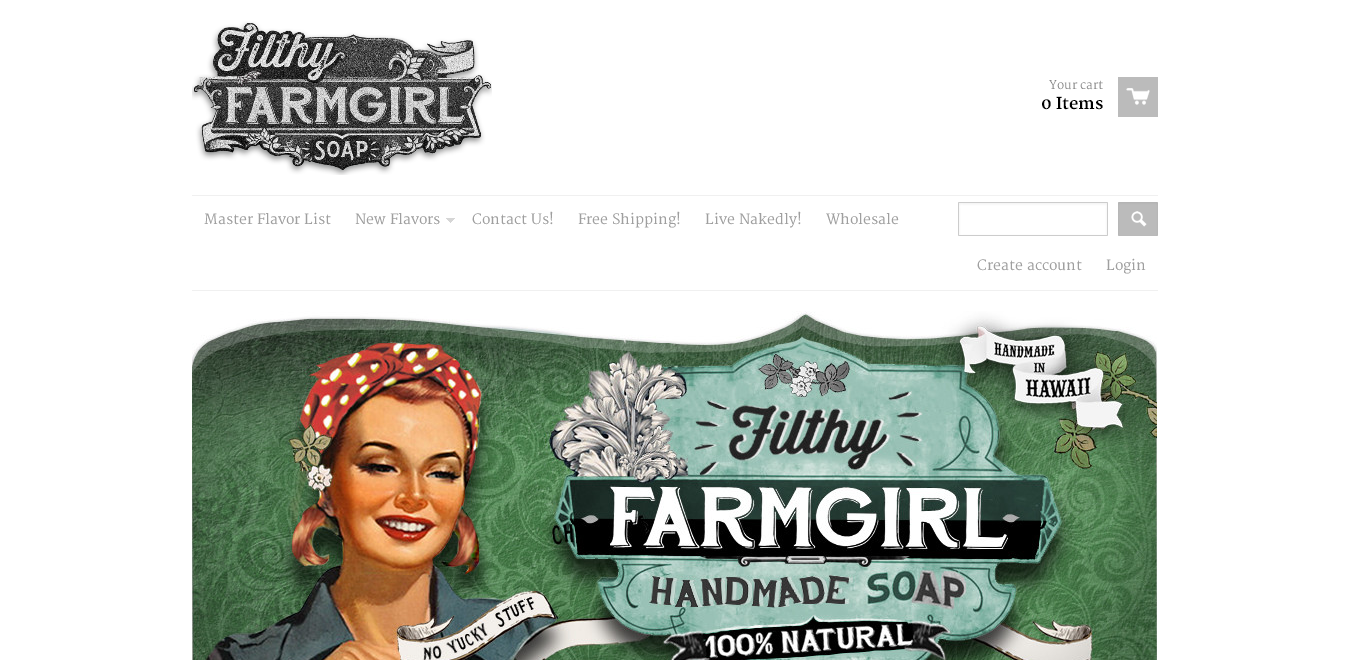 Filthy
FARMGIRL
SOAP
Your cart
0 Items
Master Flavor List New Flavors Contact Us! Free Shipping! Live Nakedly! Wholesale
Create account Login
HANDMADE
IN
HAWAII
Filthy
FARMGIRL
CH
HANDMADE SOAP
NO YUCKY STUFF
100% NATURAL